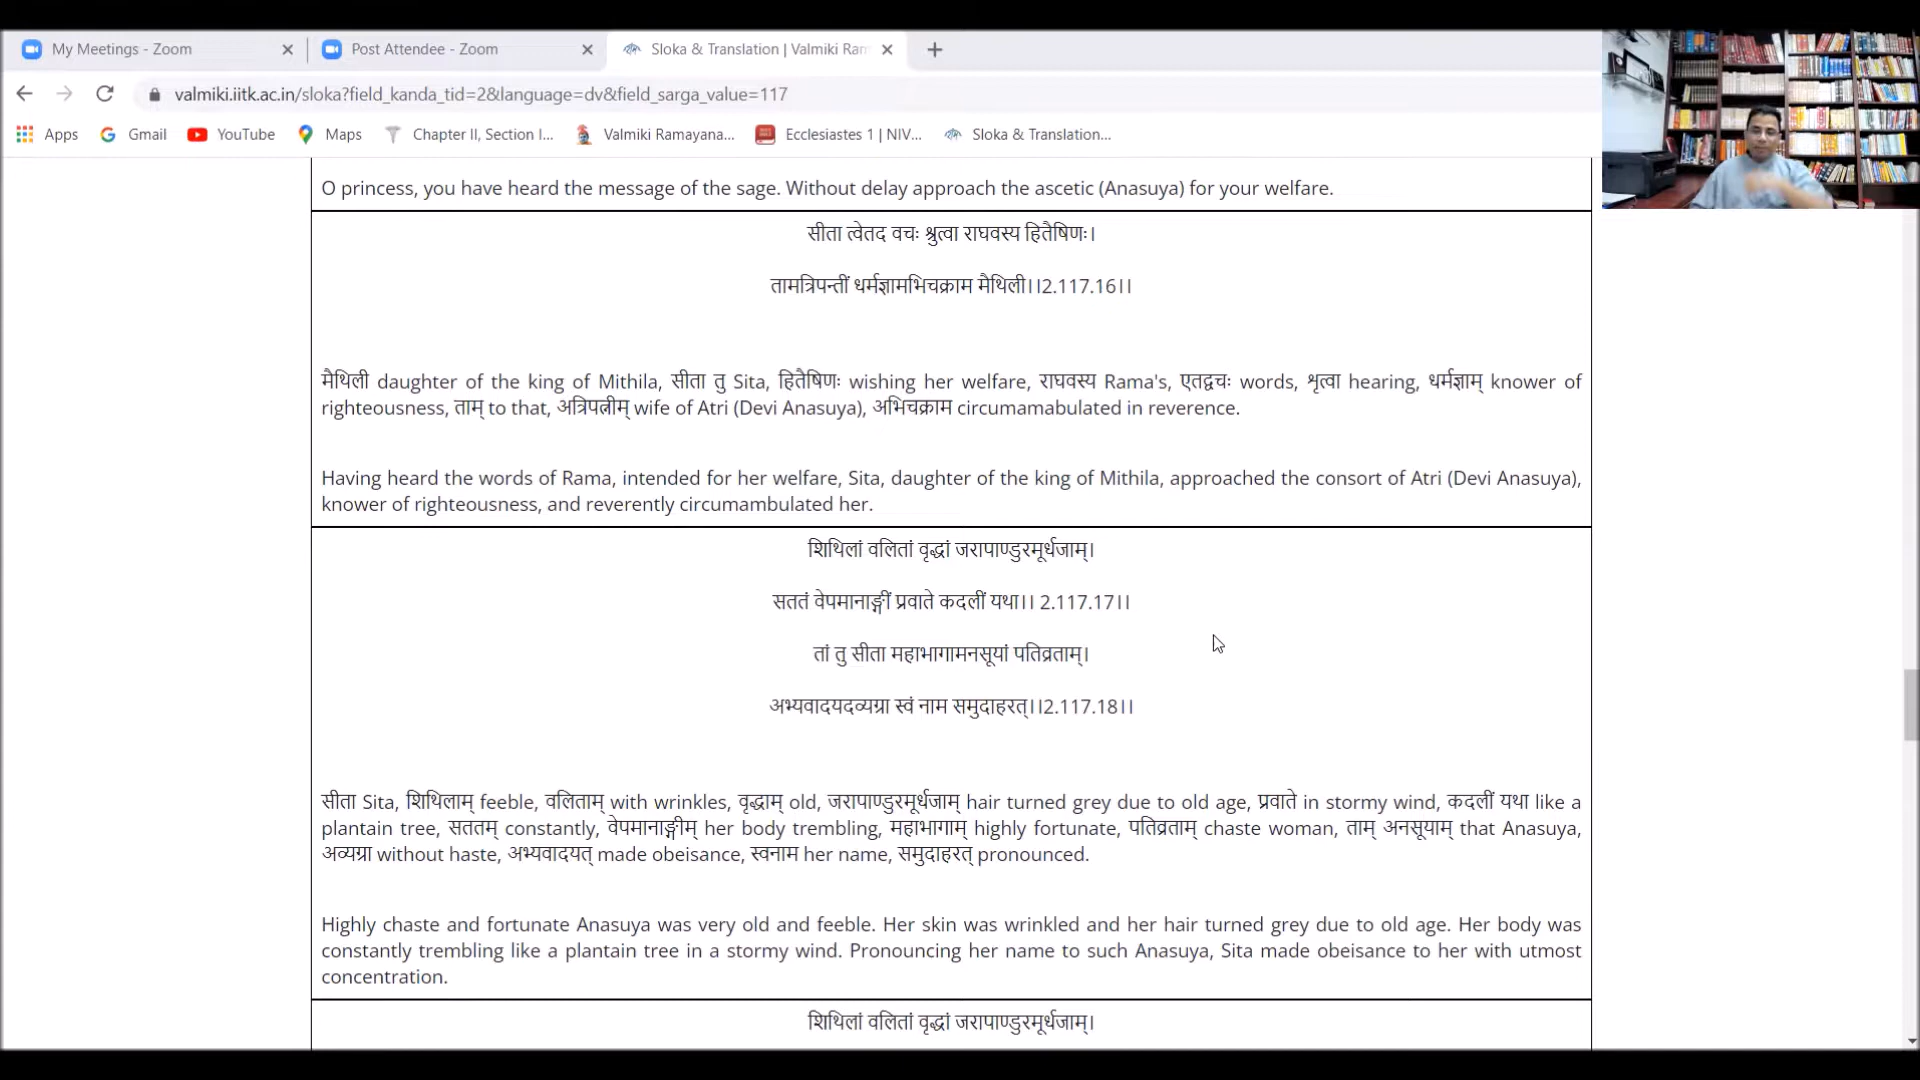 My Meetings - Zoom
Post Attendee - Zoom
Sloka & Translation | Valmiki Ram
valmiki.iitk.ac.in/sloka?field_kanda_tid=2&language=dv&field_sarga_value=117
Apps
Gmail
YouTube
Maps
Chapter II, Section I...
Valmiki Ramayana...
Ecclesiastes 1 | NIV...
Sloka & Translation...
O princess, you have heard the message of the sage. Without delay approach the ascetic (Anasuya) for your welfare.
सीता त्वेतद वचः श्रुत्वा राघवस्य हितैषिणः।
तामत्रिपन्तीं धर्मज्ञामभिचक्राम मैथिली।।2.117.16।।
मैथिली daughter of the king of Mithila, सीता तु Sita, हितैषिणः wishing her welfare, राघवस्य Rama's, एतद्वचः words, शृत्वा hearing, धर्मज्ञाम् knower of
righteousness, ताम् to that, अत्रिपत्नीम् wife of Atri (Devi Anasuya), अभिचक्राम circumamabulated in reverence.
Having heard the words of Rama, intended for her welfare, Sita, daughter of the king of Mithila, approached the consort of Atri (Devi Anasuya),
knower of righteousness, and reverently circumambulated her.
शिथिलां वलितां वृद्धां जरापाण्डुरमूर्धजाम्।
सततं वेपमानाङ्गीं प्रवाते कदलीं यथा।। 2.117.17।।
तां तु सीता महाभागामनसूयां पतिव्रताम्।
अभ्यवादयदव्यग्रा स्वं नाम समुदाहरत्।।2.117.18।।
सीता Sita, शिथिलाम् feeble, वलिताम् with wrinkles, वृद्धाम् old, जरापाण्डुरमूर्धजाम् hair turned grey due to old age, प्रवाते in stormy wind, कदलीं यथा like a
plantain tree, सततम् constantly, वेपमानाङ्गीम् her body trembling, महाभागाम् highly fortunate, पतिव्रताम् chaste woman, ताम् अनसूयाम् that Anasuya,
अव्यग्रा without haste, अभ्यवादयत् made obeisance, स्वनाम her name, समुदाहरत् pronounced.
Highly chaste and fortunate Anasuya was very old and feeble. Her skin was wrinkled and her hair turned grey due to old age. Her body was
constantly trembling like a plantain tree in a stormy wind. Pronouncing her name to such Anasuya, Sita made obeisance to her with utmost
concentration.
शिथिलां वलितां वृद्धां जरापाण्डुरमूर्धजाम्।